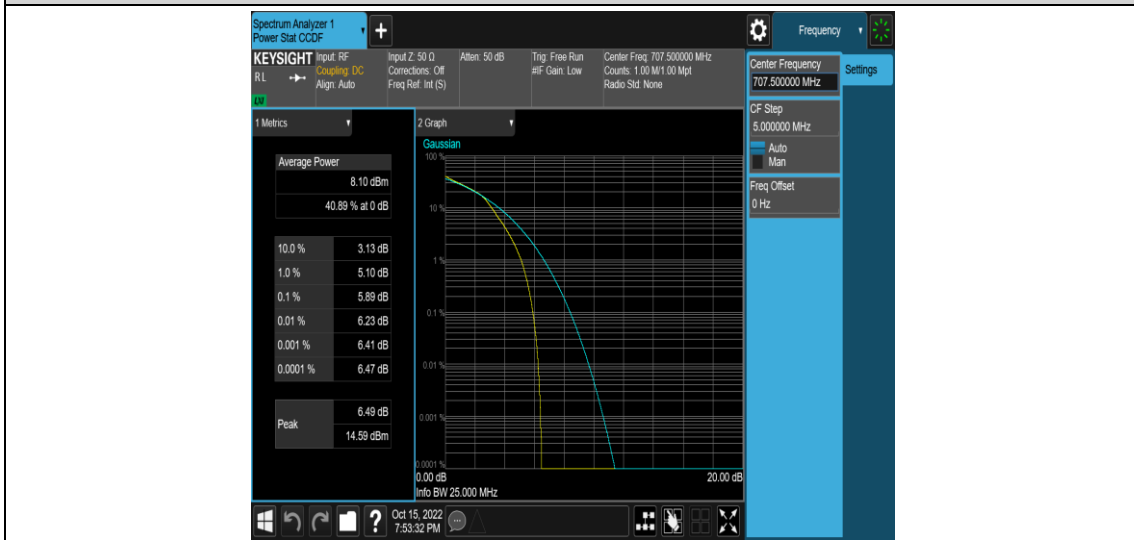 Spectrum Analyzer 1
Power Stat CCDF
+
Frequency
KEYSIGHT
RL
LXI
Input: RF
Coupling: DC
Align: Auto
Input Z: 50 Ω
Corrections: Off
Freq Ref: Int (S)
Atten: 50 dB
Trig: Free Run
#IF Gain: Low
Center Freq: 707.500000 MHz
Counts: 1.00 M/1.00 Mpt
Radio Std: None
Center Frequency
707.500000 MHz
Settings
CF Step
5.000000 MHz
Auto
Man
Freq Offset
0 Hz
1 Metrics
Average Power
8.10 dBm
40.89 % at 0 dB
10.0 % 3.13 dB
1.0 % 5.10 dB
0.1 % 5.89 dB
0.01 % 6.23 dB
0.001 % 6.41 dB
0.0001 % 6.47 dB
Peak
6.49 dB
14.59 dBm
2 Graph
Gaussian
100 %
10 %
1 %
0.1 %
0.01 %
0.001 %
0.0001 %
0.00 dB 20.00 dB
Info BW 25.000 MHz
?
Oct 15, 2022
7:53:32 PM